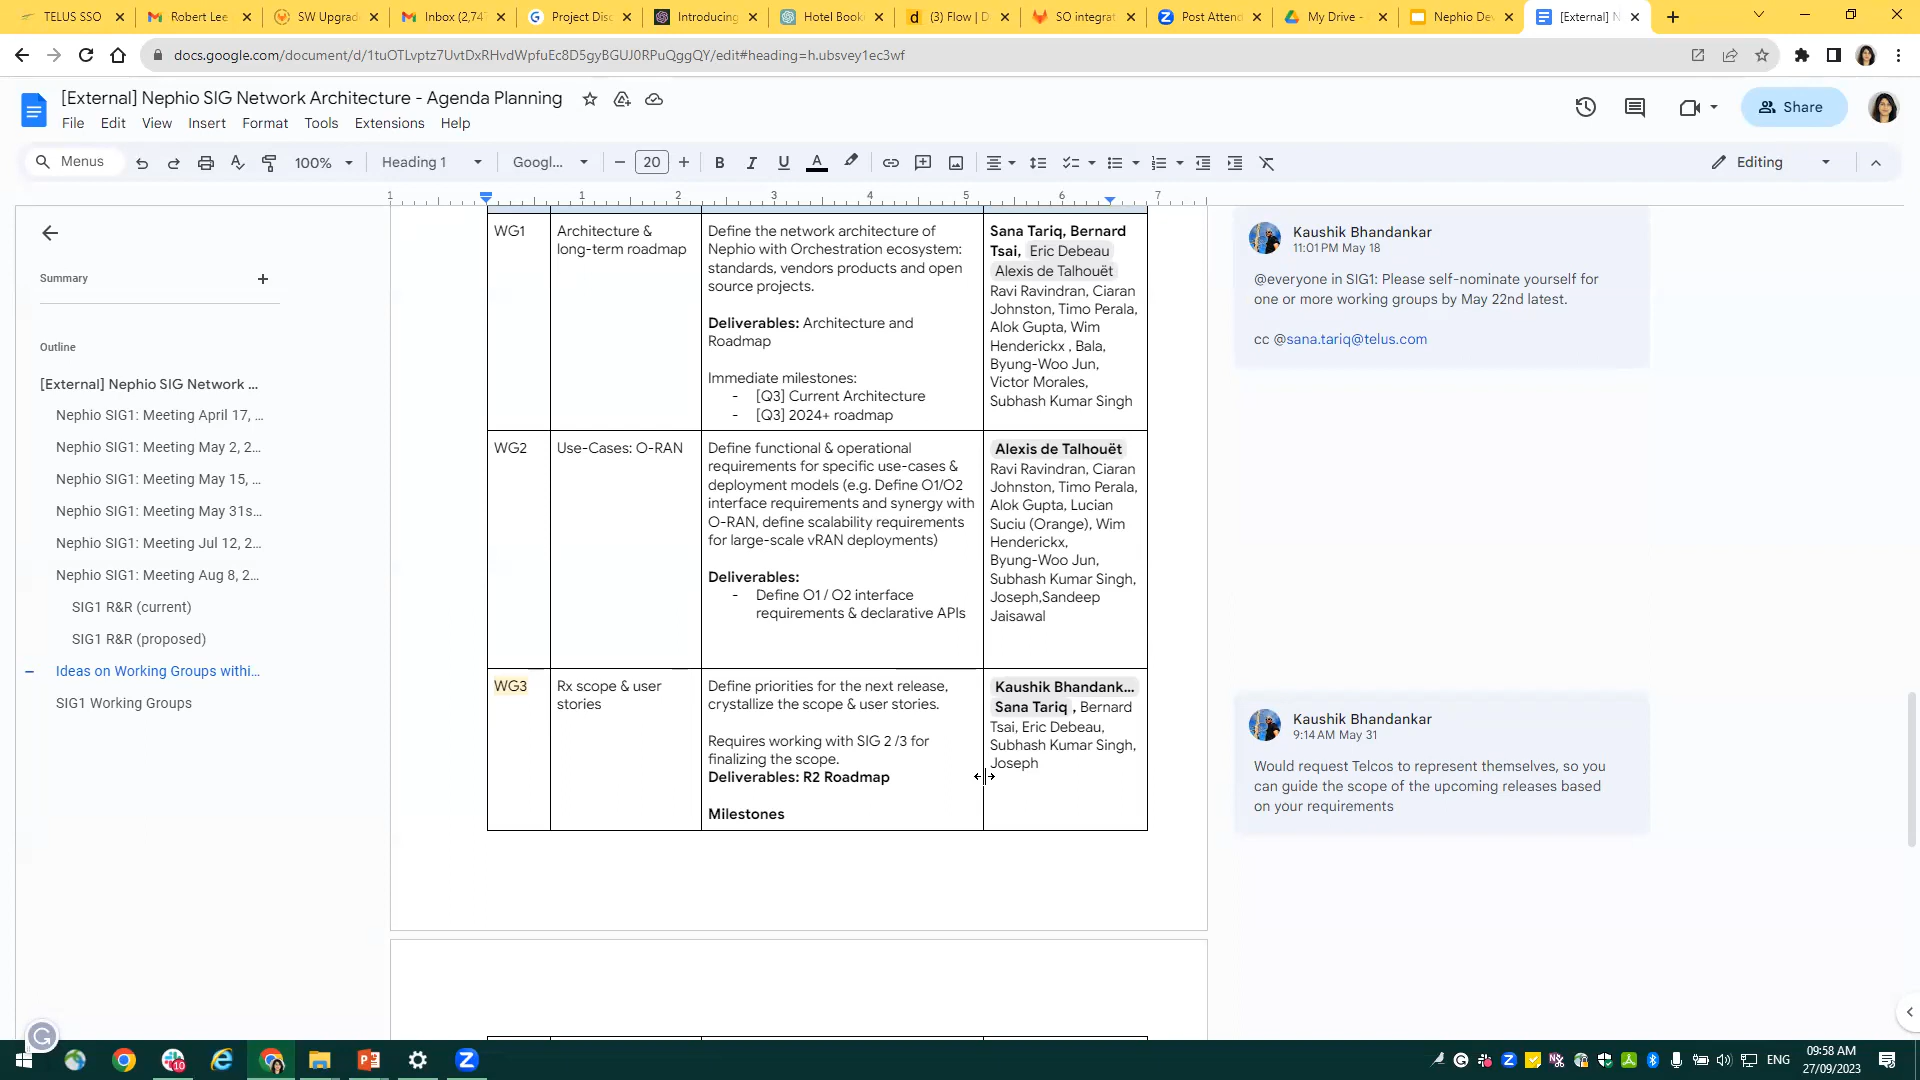 TELUS SSO
Robert Lee
SW Upgrad
Inbox (2,747
Project Disc
Introducing
Hotel Book
(3) Flow | D
SO integrat
Post Atteno
My Drive -
Nephio Dev
[External] N
docs.google.com/document/d/1tuOTLvptz7UvtDxRHvdWpfuEc8D5gyBGUJ0RPuQggQY/edit#heading=h.ubsvey1ec3wf
[External] Nephio SIG Network Architecture - Agenda Planning
File Edit View Insert Format Tools Extensions Help
Share
Menus 100% Heading 1 Googl... 20 B I U A Editing
1 1 2 3 4 5 6 7
Summary
Outline
[External] Nephio SIG Network ...
Nephio SIG1: Meeting April 17, ...
Nephio SIG1: Meeting May 2, 2...
Nephio SIG1: Meeting May 15, ...
Nephio SIG1: Meeting May 31s...
Nephio SIG1: Meeting Jul 12, 2...
Nephio SIG1: Meeting Aug 8, 2...
SIG1 R&R (current)
SIG1 R&R (proposed)
Ideas on Working Groups withi...
SIG1 Working Groups
WG1
Architecture &
long-term roadmap
Define the network architecture of
Nephio with Orchestration ecosystem:
standards, vendors products and open
source projects.
Deliverables: Architecture and
Roadmap
Immediate milestones:
- [Q3] Current Architecture
- [Q3] 2024+ roadmap
Sana Tariq, Bernard
Tsai, Eric Debeau
Alexis de Talhouët
Ravi Ravindran, Ciaran
Johnston, Timo Perala,
Alok Gupta, Wim
Henderickx , Bala,
Byung-Woo Jun,
Victor Morales,
Subhash Kumar Singh
WG2
Use-Cases: O-RAN
Define functional & operational
requirements for specific use-cases &
deployment models (e.g. Define O1/O2
interface requirements and synergy with
O-RAN, define scalability requirements
for large-scale vRAN deployments)
Deliverables:
- Define O1 / O2 interface
requirements & declarative APIs
Alexis de Talhouët
Ravi Ravindran, Ciaran
Johnston, Timo Perala,
Alok Gupta, Lucian
Suciu (Orange), Wim
Henderickx,
Byung-Woo Jun,
Subhash Kumar Singh,
Joseph,Sandeep
Jaisawal
WG3
Rx scope & user
stories
Define priorities for the next release,
crystallize the scope & user stories.
Requires working with SIG 2 /3 for
finalizing the scope.
Deliverables: R2 Roadmap
Milestones
Kaushik Bhandank...
Sana Tariq , Bernard
Tsai, Eric Debeau,
Subhash Kumar Singh,
Joseph
Kaushik Bhandankar
11:01 PM May 18
@everyone in SIG1: Please self-nominate yourself for
one or more working groups by May 22nd latest.
cc @sana.tariq@telus.com
Kaushik Bhandankar
9:14 AM May 31
Would request Telcos to represent themselves, so you
can guide the scope of the upcoming releases based
on your requirements
10
ENG
09:58 AM
27/09/2023